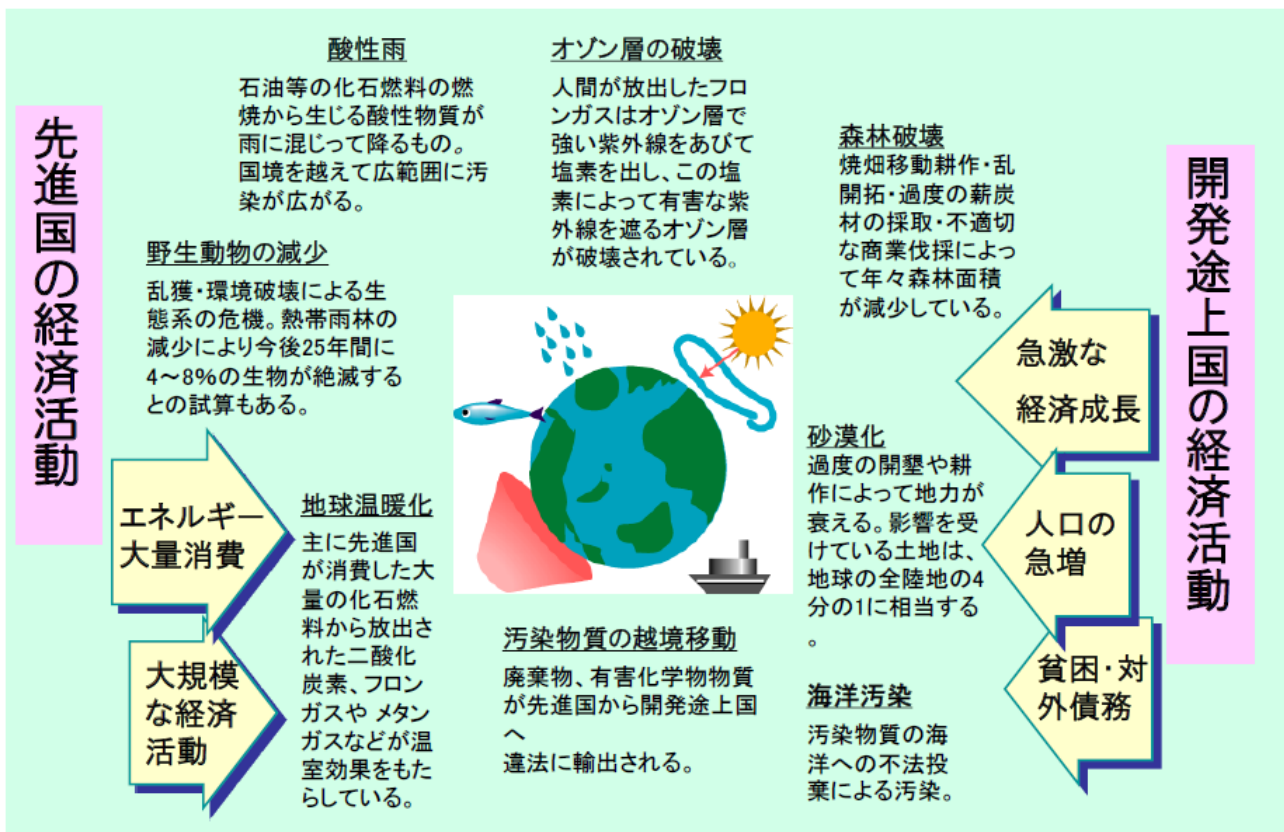 先進国の経済活動
酸性雨
石油等の化石燃料の燃
焼から生じる酸性物質が
雨に混じって降るもの。
国境を越えて広範囲に汚
染が広がる。
オゾン層の破壊
人間が放出したフロ
ンガスはオゾン層で
強い紫外線をあびて
塩素を出し、この塩
素によって有害な紫
外線を遮るオゾン層
が破壊されている。
森林破壊
焼畑移動耕作・乱
開拓・過度の薪炭
材の採取・不適切
な商業伐採によっ
て年々森林面積
が減少している。
開発途上国の経済活動
野生動物の減少
乱獲・環境破壊による生
態系の危機。熱帯雨林の
減少により今後25年間に
4～8%の生物が絶滅する
との試算もある。
急激な
経済成長
エネルギー
大量消費
大規模
な経済
活動
地球温暖化
主に先進国
が消費した大
量の化石燃
料から放出さ
れた二酸化
炭素、フロン
ガスや メタン
ガスなどが温
室効果をもた
らしている。
砂漠化
過度の開墾や耕
作によって地力が
衰える。影響を受
けている土地は、
地球の全陸地の4
分の1に相当する
。
人口の
急増
汚染物質の越境移動
廃棄物、有害化学物物質
が先進国から開発途上国
へ
違法に輸出される。
海洋汚染
汚染物質の海
洋への不法投
棄による汚染。
貧困・対
外債務